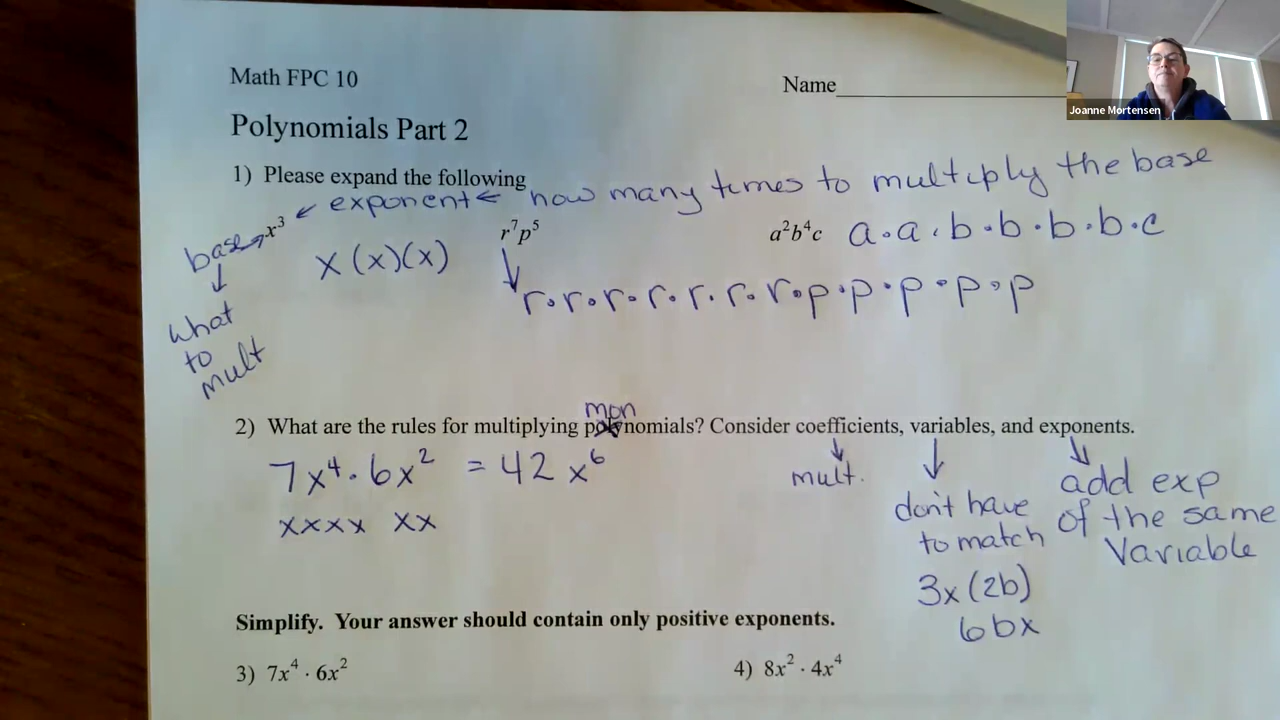 Math FPC 10
Name
Joanne Mortensen
Polynomials Part 2
1) Please expand the following
exponent ← how many times to multiply the base
base → x³
r⁷p⁵
a²b⁴c a·a·b·b·b·b·c
x(x)(x)
↓
what
to
mult
r·r·r·r·r·r·r·p·p·p·p·p
mon
2) What are the rules for multiplying polynomials? Consider coefficients, variables, and exponents.
7x⁴·6x² = 42x⁶
xxxx xx
mult.
don't have
to match
3x(2b)
6bx
add exp
of the same
variable
Simplify. Your answer should contain only positive exponents.
3) 7x⁴ · 6x²
4) 8x² · 4x⁴